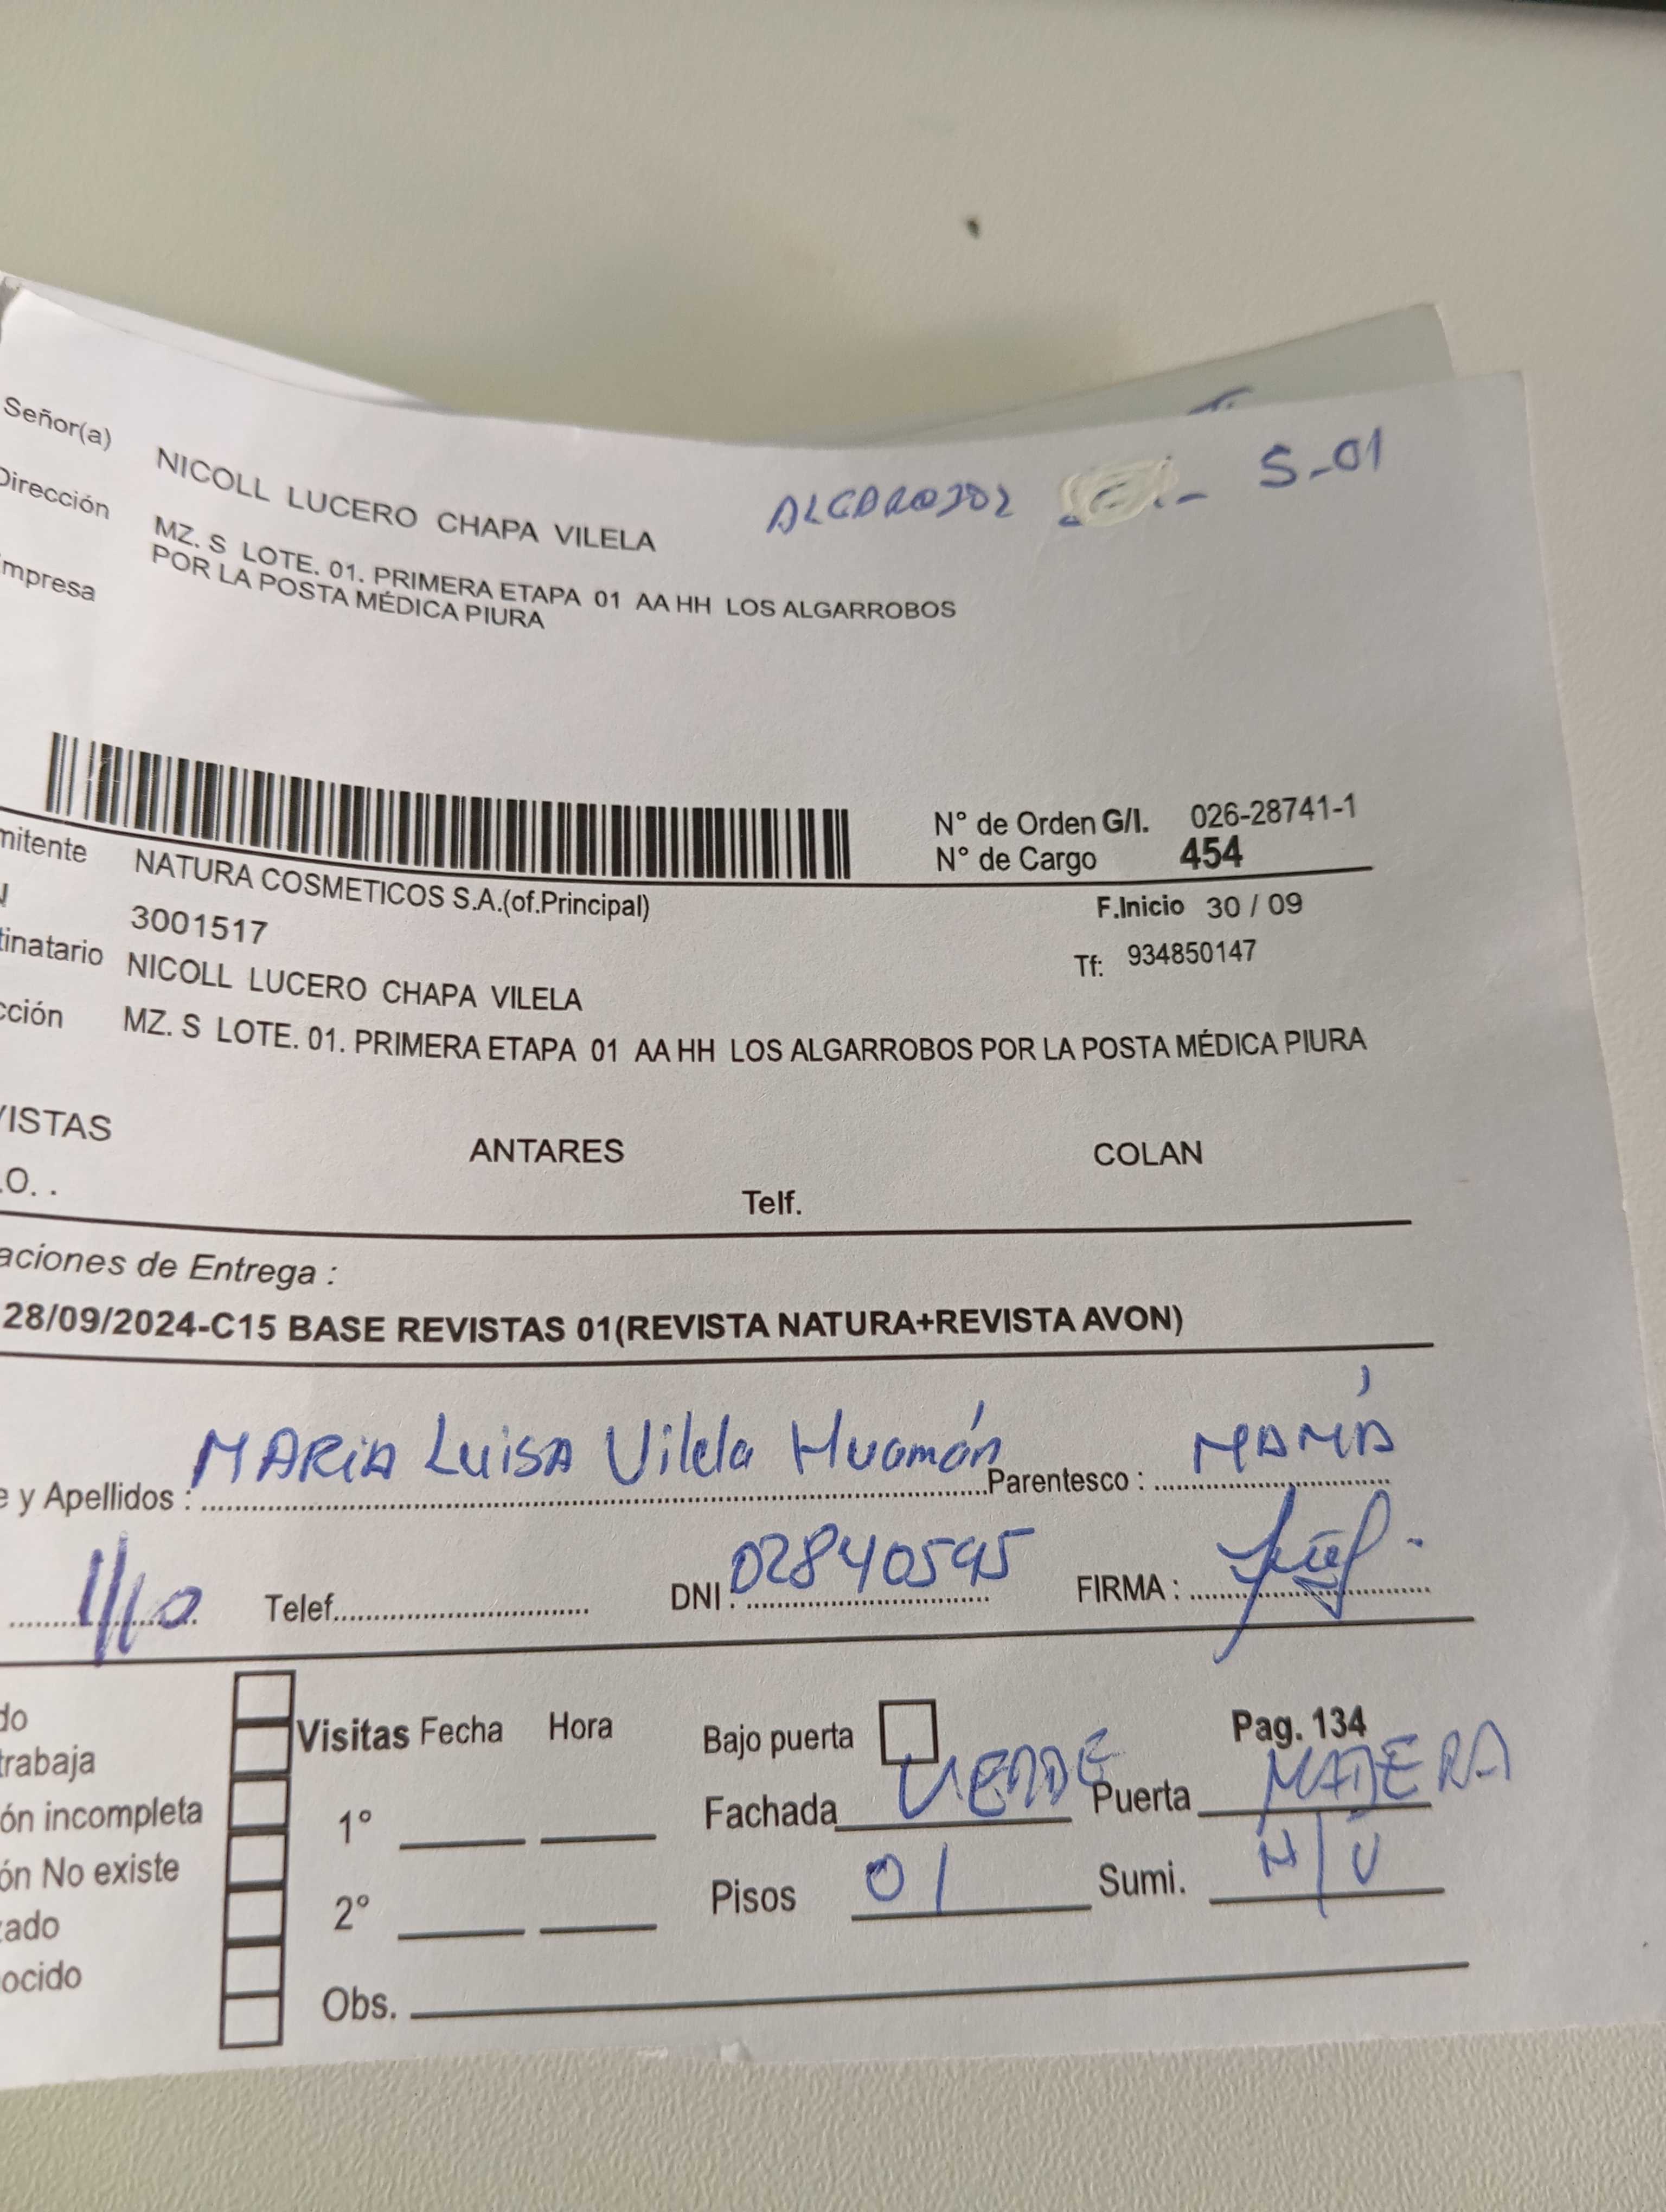 Señor(a) NICOLL LUCERO CHAPA VILELA
ALGARROBOS S-01
Dirección MZ. S LOTE. 01. PRIMERA ETAPA 01 AA HH LOS ALGARROBOS
POR LA POSTA MÉDICA PIURA
mpresa
N° de Orden G/I. 026-28741-1
N° de Cargo 454
mitente NATURA COSMETICOS S.A.(of.Principal)
F.Inicio 30 / 09
3001517
Tf: 934850147
tinatario NICOLL LUCERO CHAPA VILELA
cción MZ. S LOTE. 01. PRIMERA ETAPA 01 AA HH LOS ALGARROBOS POR LA POSTA MÉDICA PIURA
VISTAS ANTARES COLAN
.O. . Telf.
aciones de Entrega :
28/09/2024-C15 BASE REVISTAS 01(REVISTA NATURA+REVISTA AVON)
e y Apellidos : MARIA LUISA Vilela Huamán Parentesco : MAMÁ
1/10 Telef. DNI : 02840595 FIRMA :
do
Visitas Fecha Hora Bajo puerta Pag. 134
trabaja
ón incompleta 1° Fachada VERDE Puerta MADERA
ón No existe
2° Pisos 01 Sumi. N/V
zado
ocido
Obs.